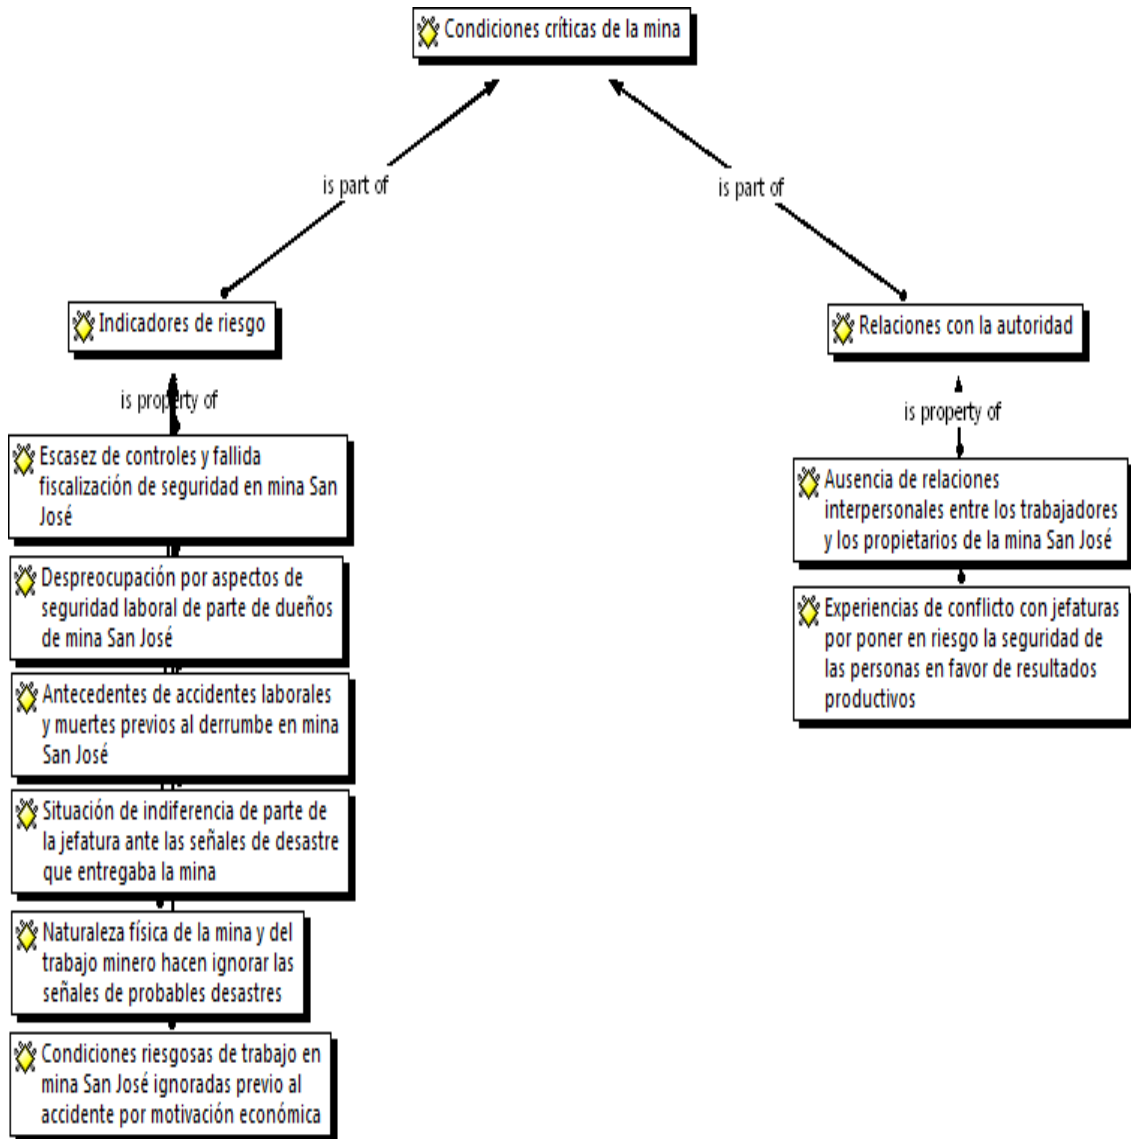 Condiciones críticas de la mina
is part of
is part of
Indicadores de riesgo
Relaciones con la autoridad
is property of
is property of
Escasez de controles y fallida
fiscalización de seguridad en mina San
José
Despreocupación por aspectos de
seguridad laboral de parte de dueños
de mina San José
Antecedentes de accidentes laborales
y muertes previos al derrumbe en mina
San José
Situación de indiferencia de parte de
la jefatura ante las señales de desastre
que entregaba la mina
Naturaleza física de la mina y del
trabajo minero hacen ignorar las
señales de probables desastres
Condiciones riesgosas de trabajo en
mina San José ignoradas previo al
accidente por motivación económica
Ausencia de relaciones
interpersonales entre los trabajadores
y los propietarios de la mina San José
Experiencias de conflicto con jefaturas
por poner en riesgo la seguridad de
las personas en favor de resultados
productivos